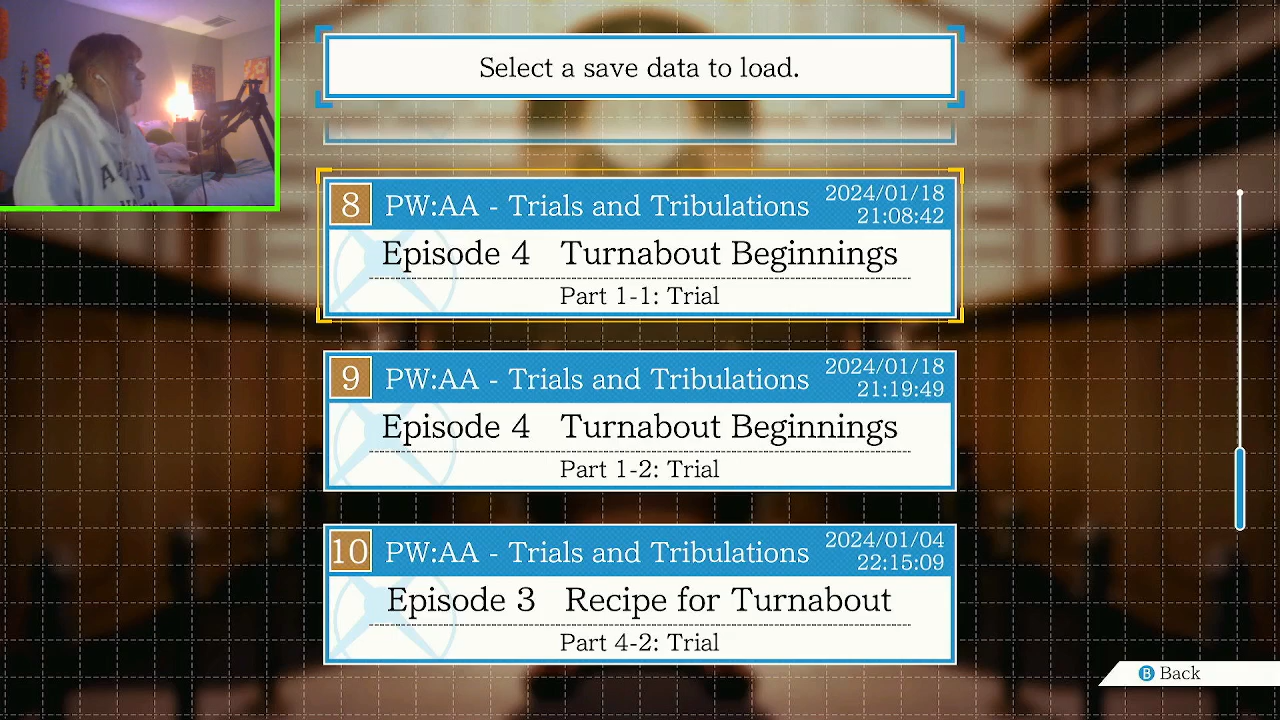 Select a save data to load.
8 PW:AA - Trials and Tribulations 2024/01/18 21:08:42
Episode 4 Turnabout Beginnings
Part 1-1: Trial
9 PW:AA - Trials and Tribulations 2024/01/18 21:19:49
Episode 4 Turnabout Beginnings
Part 1-2: Trial
10 PW:AA - Trials and Tribulations 2024/01/04 22:15:09
Episode 3 Recipe for Turnabout
Part 4-2: Trial
B Back